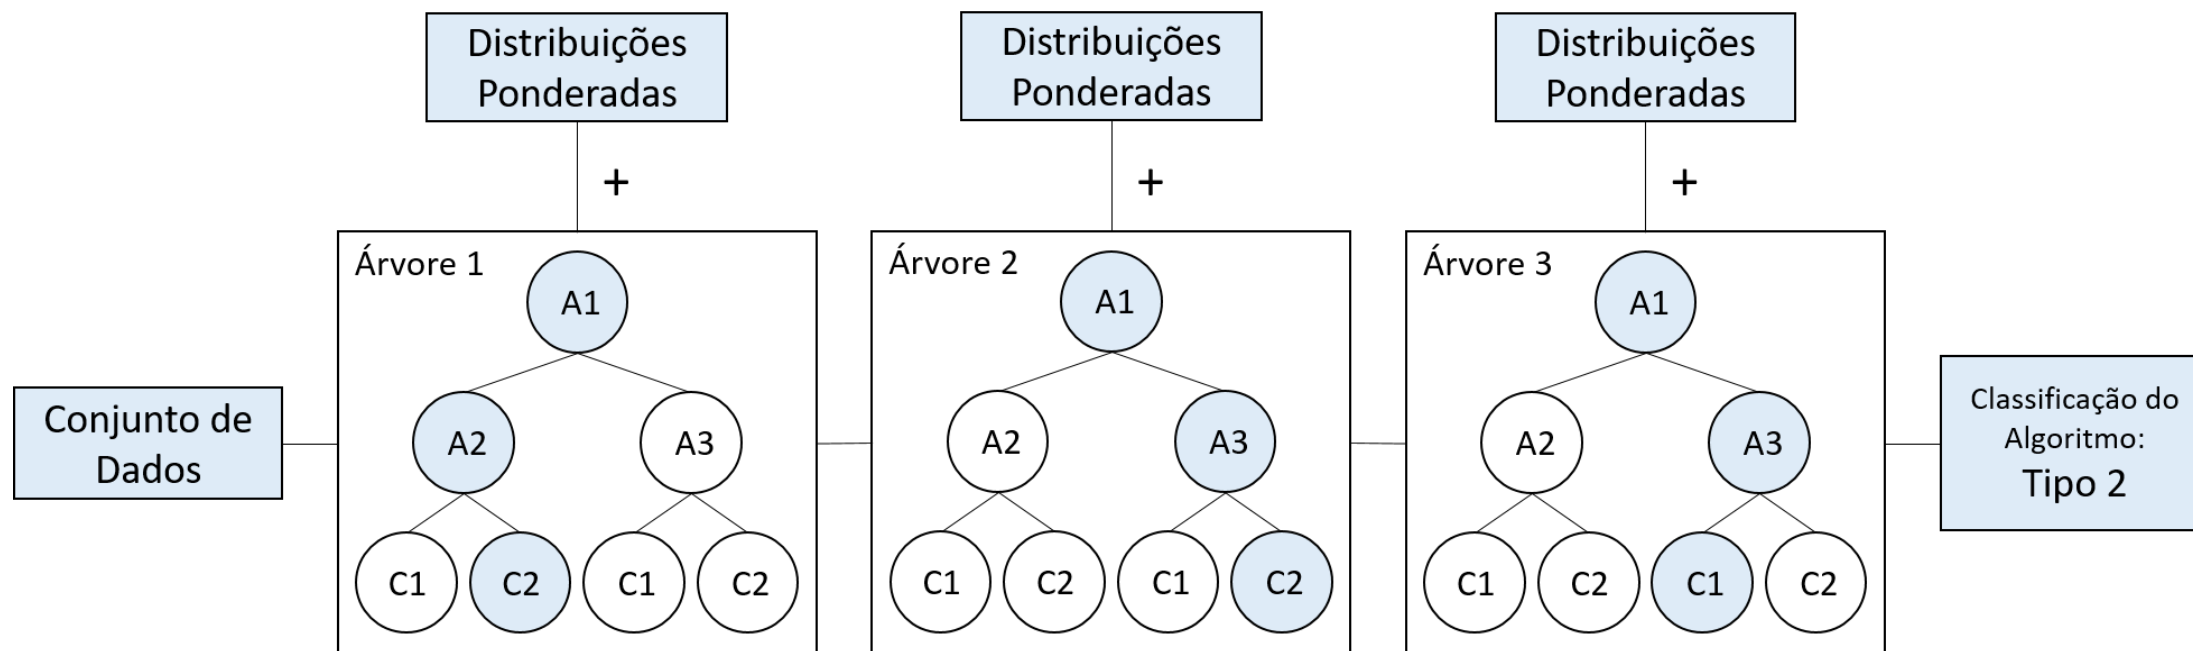 Distribuições
Ponderadas
Distribuições
Ponderadas
Distribuições
Ponderadas
+
+
+
Conjunto de
Dados
Árvore 1
A1
A2
A3
C1
C2
C1
C2
Árvore 2
A1
A2
A3
C1
C2
C1
C2
Árvore 3
A1
A2
A3
C1
C2
C1
C2
Classificação do
Algoritmo:
Tipo 2